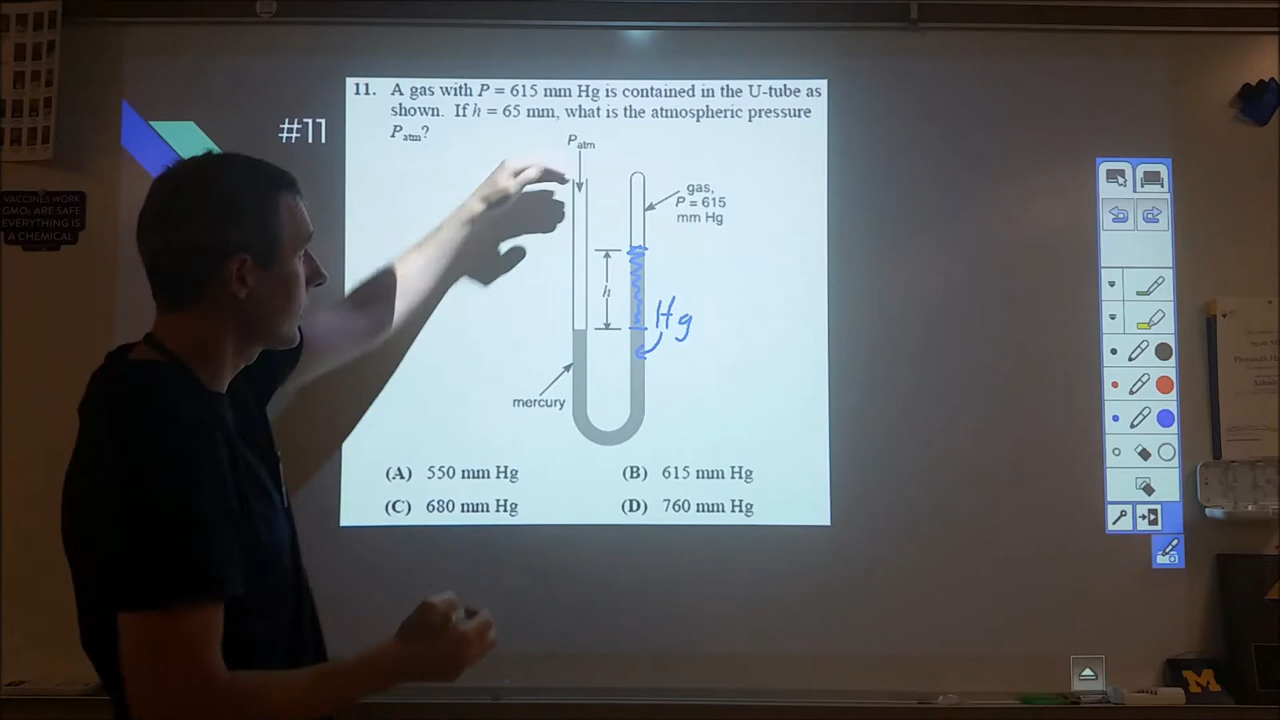 VACCINES WORK
GMOs ARE SAFE
EVERYTHING IS
A CHEMICAL
#11
11. A gas with P = 615 mm Hg is contained in the U-tube as
shown. If h = 65 mm, what is the atmospheric pressure
Patm?
Patm
gas,
P = 615
mm Hg
h
Hg
mercury
(A) 550 mm Hg
(B) 615 mm Hg
(C) 680 mm Hg
(D) 760 mm Hg
M